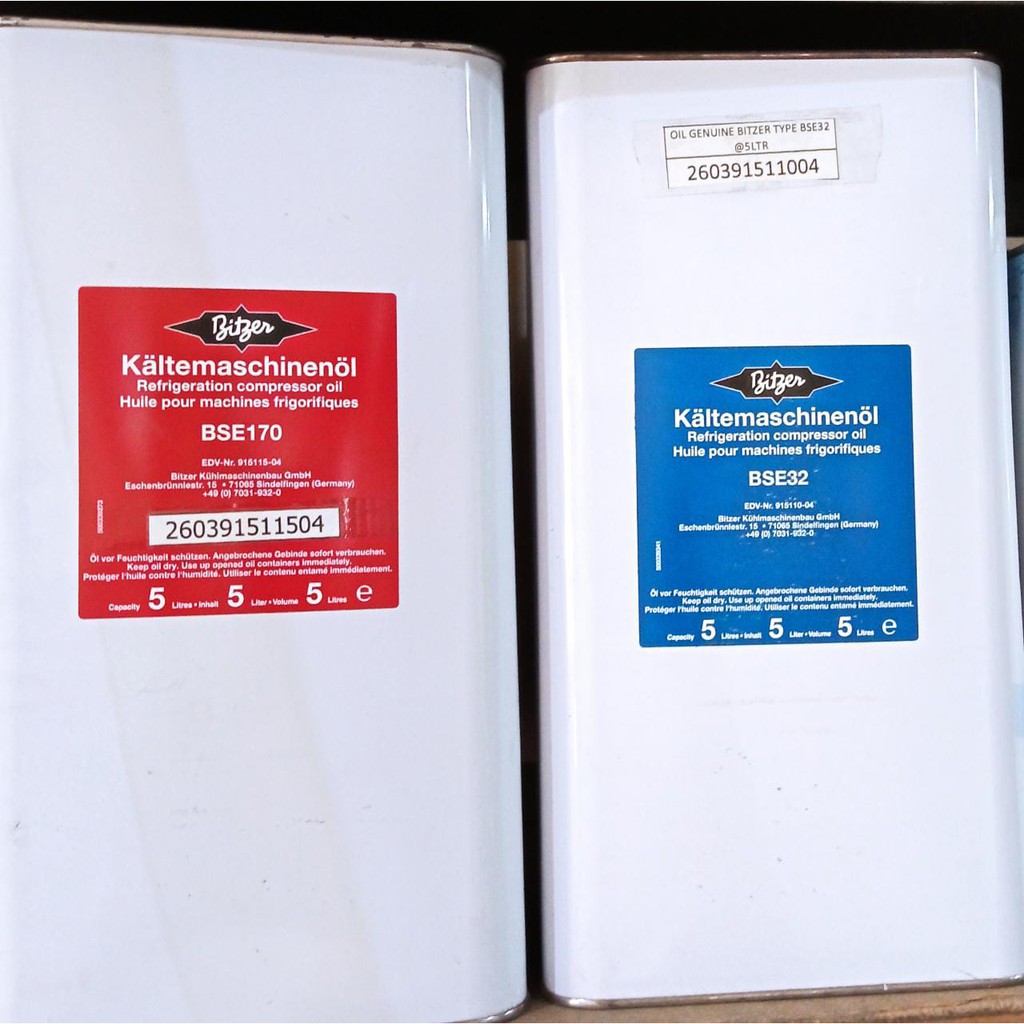 Bitzer
Kältemaschinenöl
Refrigeration compressor oil
Huile pour machines frigorifiques
BSE170
EDV-Nr. 915115-04
Bitzer Kühlmaschinenbau GmbH
Eschenbrünnlestr. 15 • 71065 Sindelfingen (Germany)
+49 (0) 7031-932-0
260391511504
Öl vor Feuchtigkeit schützen. Angebrochene Gebinde sofort verbrauchen.
Keep oil dry. Use up opened oil containers immediately.
Protéger l'huile contre l'humidité. Utiliser le contenu entamé immédiatement.
Capacity 5 Litres • Inhalt 5 Liter • Volume 5 Litres e
OIL GENUINE BITZER TYPE BSE32
@5LTR
260391511004
Bitzer
Kältemaschinenöl
Refrigeration compressor oil
Huile pour machines frigorifiques
BSE32
EDV-Nr. 915110-04
Bitzer Kühlmaschinenbau GmbH
Eschenbrünnlestr. 15 • 71065 Sindelfingen (Germany)
+49 (0) 7031-932-0
Öl vor Feuchtigkeit schützen. Angebrochene Gebinde sofort verbrauchen.
Keep oil dry. Use up opened oil containers immediately.
Protéger l'huile contre l'humidité. Utiliser le contenu entamé immédiatement.
Capacity 5 Litres • Inhalt 5 Liter • Volume 5 Litres e